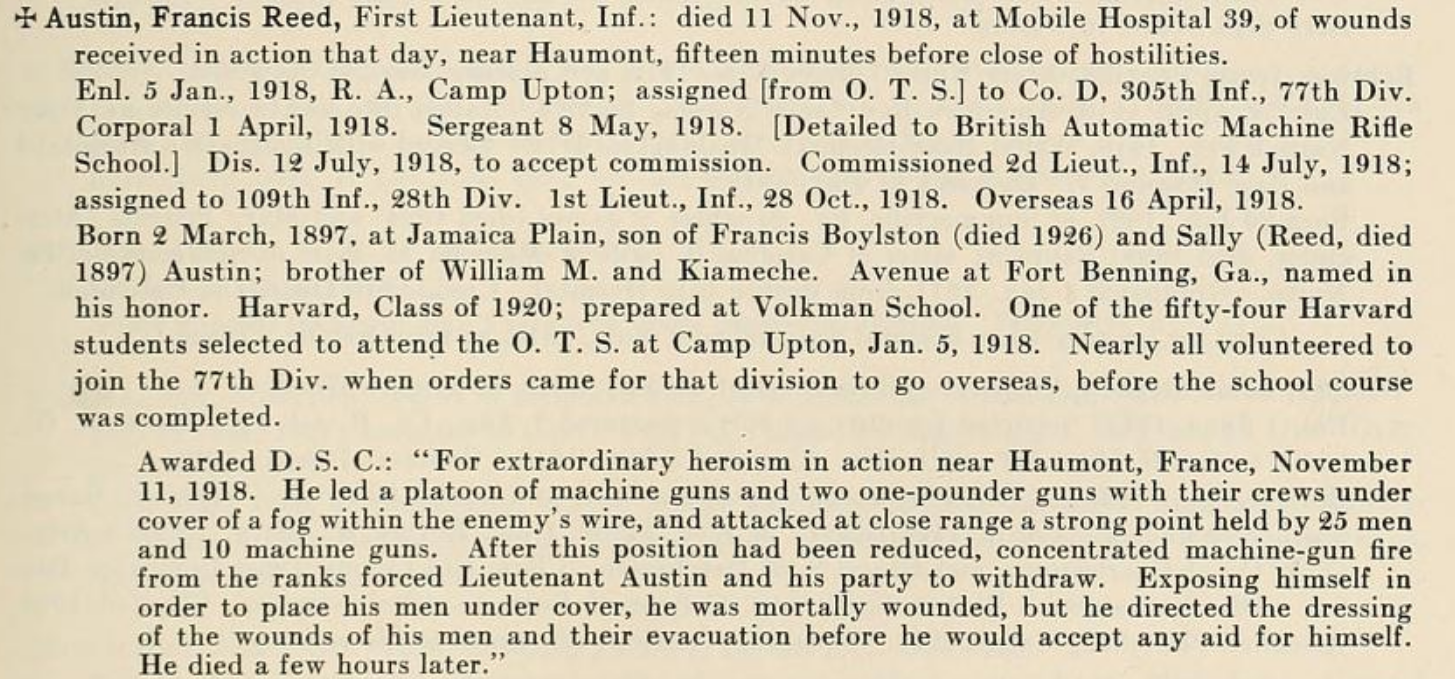 ✠ Austin, Francis Reed, First Lieutenant, Inf.: died 11 Nov., 1918, at Mobile Hospital 39, of wounds
received in action that day, near Haumont, fifteen minutes before close of hostilities.
Enl. 5 Jan., 1918, R. A., Camp Upton; assigned [from O. T. S.] to Co. D, 305th Inf., 77th Div.
Corporal 1 April, 1918. Sergeant 8 May, 1918. [Detailed to British Automatic Machine Rifle
School.] Dis. 12 July, 1918, to accept commission. Commissioned 2d Lieut., Inf., 14 July, 1918;
assigned to 109th Inf., 28th Div. 1st Lieut., Inf., 28 Oct., 1918. Overseas 16 April, 1918.
Born 2 March, 1897, at Jamaica Plain, son of Francis Boylston (died 1926) and Sally (Reed, died
1897) Austin; brother of William M. and Kiameche. Avenue at Fort Benning, Ga., named in
his honor. Harvard, Class of 1920; prepared at Volkman School. One of the fifty-four Harvard
students selected to attend the O. T. S. at Camp Upton, Jan. 5, 1918. Nearly all volunteered to
join the 77th Div. when orders came for that division to go overseas, before the school course
was completed.
Awarded D. S. C.: "For extraordinary heroism in action near Haumont, France, November
11, 1918. He led a platoon of machine guns and two one-pounder guns with their crews under
cover of a fog within the enemy's wire, and attacked at close range a strong point held by 25 men
and 10 machine guns. After this position had been reduced, concentrated machine-gun fire
from the ranks forced Lieutenant Austin and his party to withdraw. Exposing himself in
order to place his men under cover, he was mortally wounded, but he directed the dressing
of the wounds of his men and their evacuation before he would accept any aid for himself.
He died a few hours later."